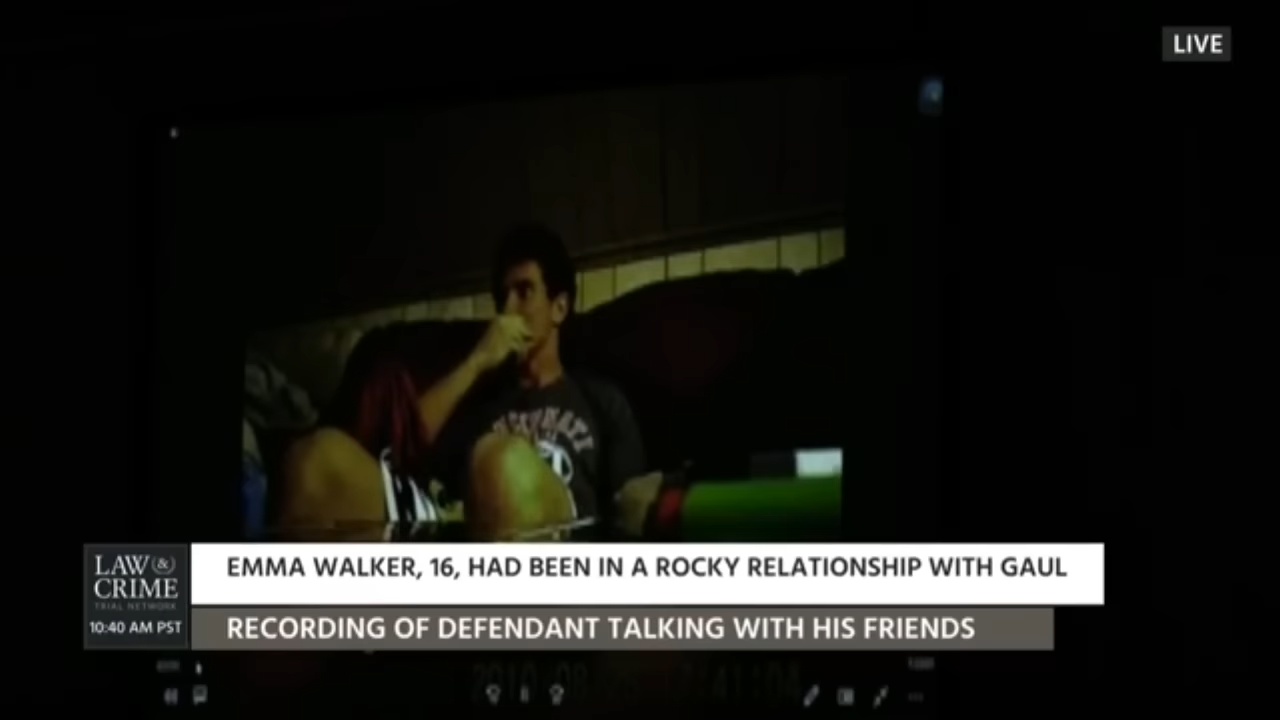 LIVE
EMMA WALKER, 16, HAD BEEN IN A ROCKY RELATIONSHIP WITH GAUL
LAW &
CRIME
TRIAL NETWORK
10:40 AM PST
RECORDING OF DEFENDANT TALKING WITH HIS FRIENDS